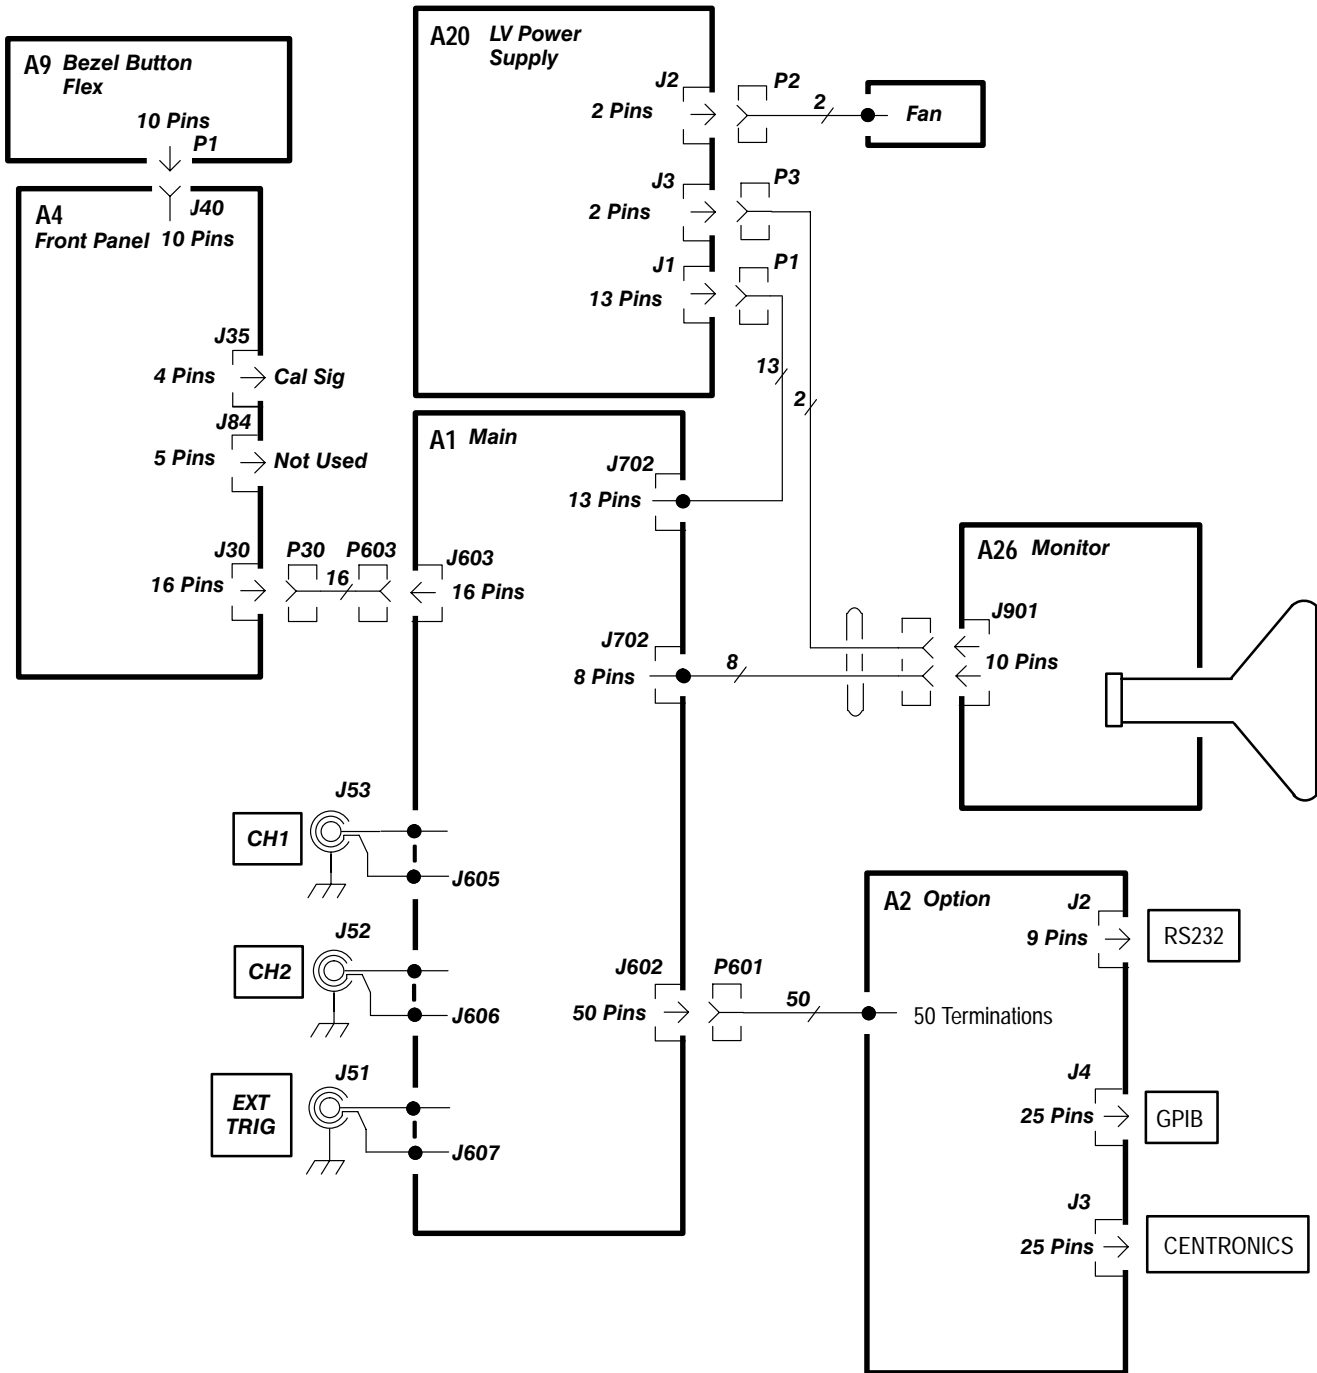 A20 LV Power
Supply
J2
2 Pins
P2
2
Fan
J3
2 Pins
P3
J1
13 Pins
P1
13
2
A9 Bezel Button
Flex
10 Pins
P1
J40
A4
Front Panel 10 Pins
J35
4 Pins
Cal Sig
J84
5 Pins
Not Used
J30
16 Pins
P30
P603
16
J603
16 Pins
A1 Main
J702
13 Pins
J702
8 Pins
8
A26 Monitor
J901
10 Pins
J53
CH1
J605
J52
CH2
J606
J51
EXT
TRIG
J607
J602
50 Pins
P601
50
A2 Option
50 Terminations
J2
9 Pins
RS232
J4
25 Pins
GPIB
J3
25 Pins
CENTRONICS